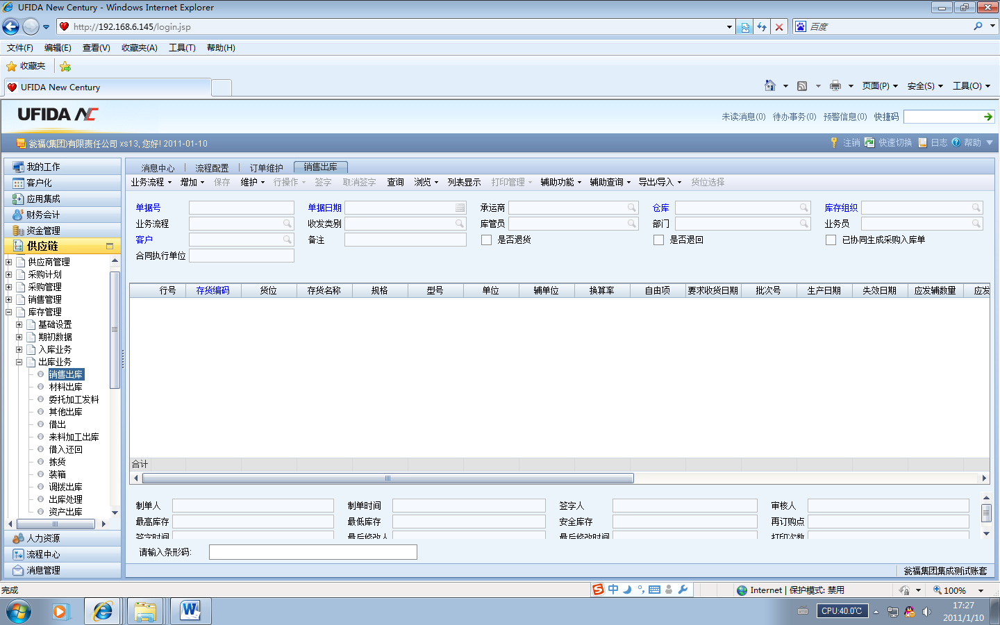 UFIDA New Century - Windows Internet Explorer
http://192.168.6.145/login.jsp
百度
文件(F) 编辑(E) 查看(V) 收藏夹(A) 工具(T) 帮助(H)
收藏夹
UFIDA New Century
页面(P) 安全(S) 工具(O)
UFIDA NC
未读消息(0) 待办事务(0) 预警信息(0) 快捷码
瓮福(集团)有限责任公司 xs13, 您好! 2011-01-10
注销 快速切换 日志 帮助
我的工作
客户化
应用集成
财务会计
资金管理
供应链
供应商管理
采购计划
采购管理
销售管理
库存管理
基础设置
期初数据
入库业务
出库业务
销售出库
材料出库
委托加工发料
其他出库
借出
来料加工出库
借入还回
拣货
装箱
调拨出库
出库处理
资产出库
人力资源
流程中心
消息管理
消息中心 流程配置 订单维护 销售出库
业务流程 增加 保存 维护 行操作 签字 取消签字 查询 浏览 列表显示 打印管理 辅助功能 辅助查询 导出/导入 货位选择
单据号 单据日期 承运商 仓库 库存组织
业务流程 收发类别 库管员 部门 业务员
客户 备注 是否退货 是否退回 已协同生成采购入库单
合同执行单位
行号 存货编码 货位 存货名称 规格 型号 单位 辅单位 换算率 自由项 要求收货日期 批次号 生产日期 失效日期 应发辅数量 应发
合计
制单人 制单时间 签字人 审核人
最高库存 最低库存 安全库存 再订购点
签字时间 最后修改人 最后修改时间 打印次数
请输入条形码:
瓮福集团集成测试账套
完成
中
Internet | 保护模式: 禁用
100%
CPU:40.0℃
17:27
2011/1/10